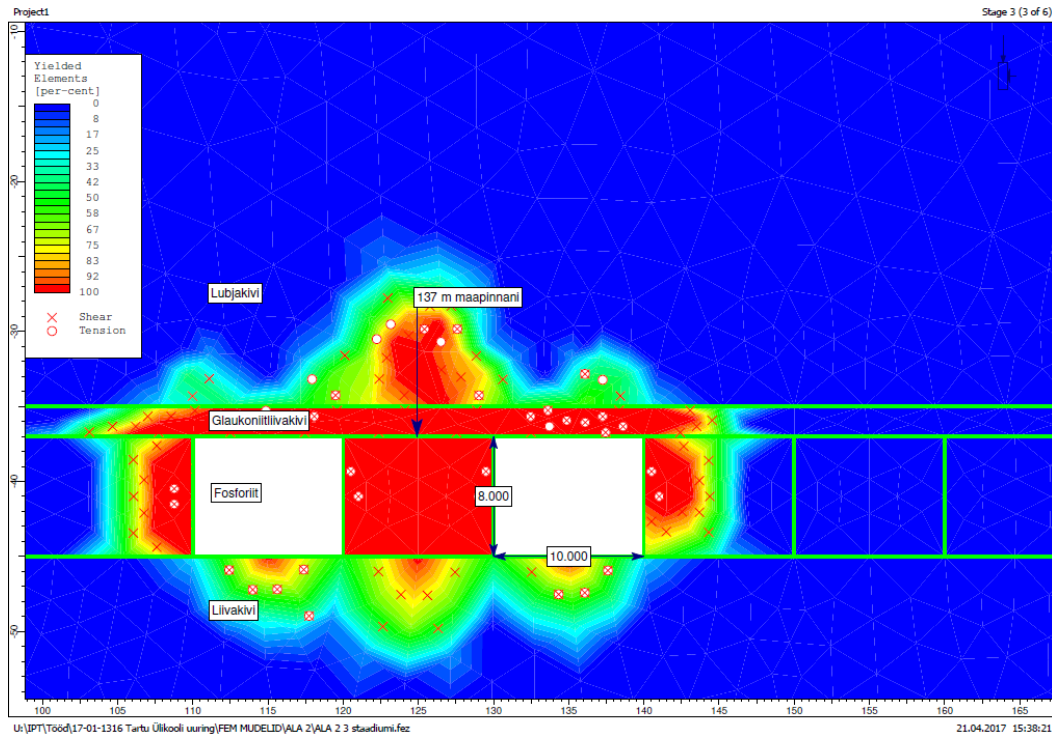 Project1
Stage 3 (3 of 6)
Yielded
Elements
[per-cent]
0
8
17
25
33
42
50
58
67
75
83
92
100
Shear
Tension
-10
-20
-30
-40
-50
Lubjakivi
137 m maapinnani
Glaukoniitliivakivi
Fosforiit
8.000
10.000
Liivakivi
100 105 110 115 120 125 130 135 140 145 150 155 160 165
U:\IPT\Tööd\17-01-1316 Tartu Ülikooli uuring\FEM MUDELID\ALA 2\ALA 2 3 staadiumi.fez
21.04.2017 15:38:21